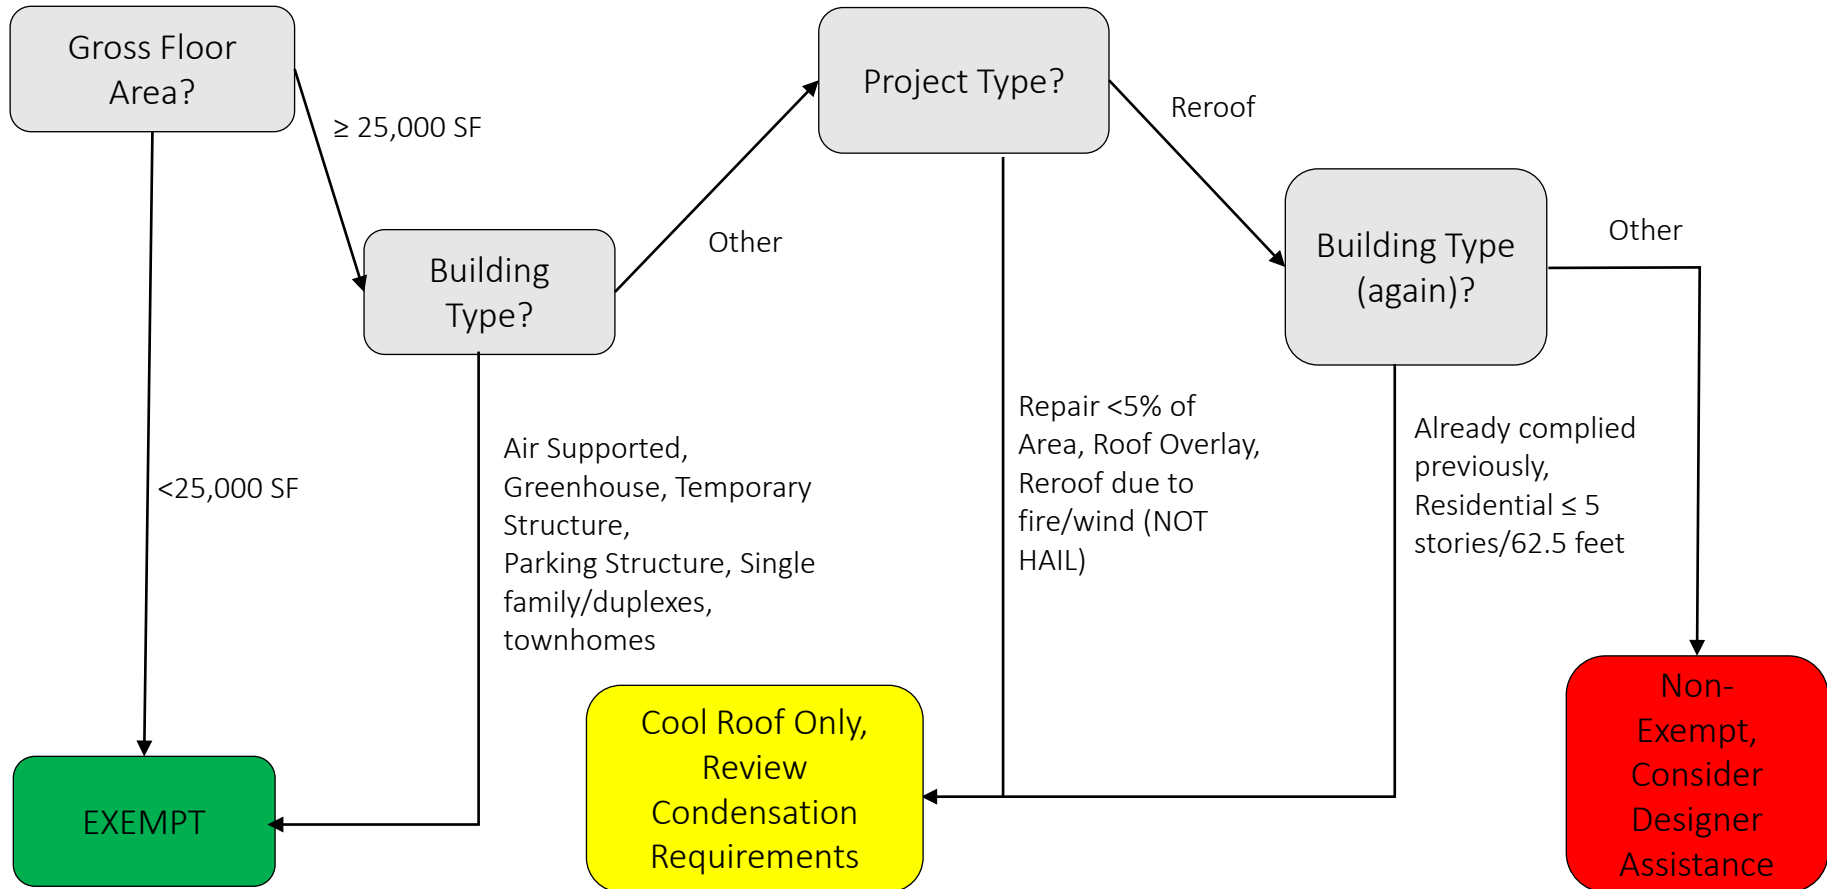 Gross Floor
Area?
≥ 25,000 SF
<25,000 SF
Building
Type?
Other
Air Supported,
Greenhouse, Temporary
Structure,
Parking Structure, Single
family/duplexes,
townhomes
EXEMPT
Project Type?
Reroof
Repair <5% of
Area, Roof Overlay,
Reroof due to
fire/wind (NOT
HAIL)
Building Type
(again)?
Other
Already complied
previously,
Residential ≤ 5
stories/62.5 feet
Cool Roof Only,
Review
Condensation
Requirements
Non-
Exempt,
Consider
Designer
Assistance